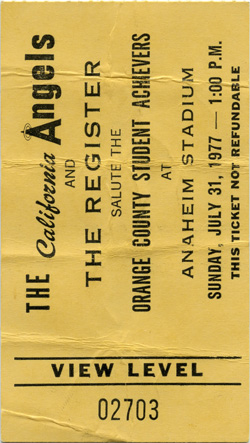 THE California Angels
AND
THE REGISTER
SALUTE THE
ORANGE COUNTY STUDENT ACHIEVERS
AT
ANAHEIM STADIUM
SUNDAY, JULY 31, 1977 — 1:00 P.M.
THIS TICKET NOT REFUNDABLE
VIEW LEVEL
02703